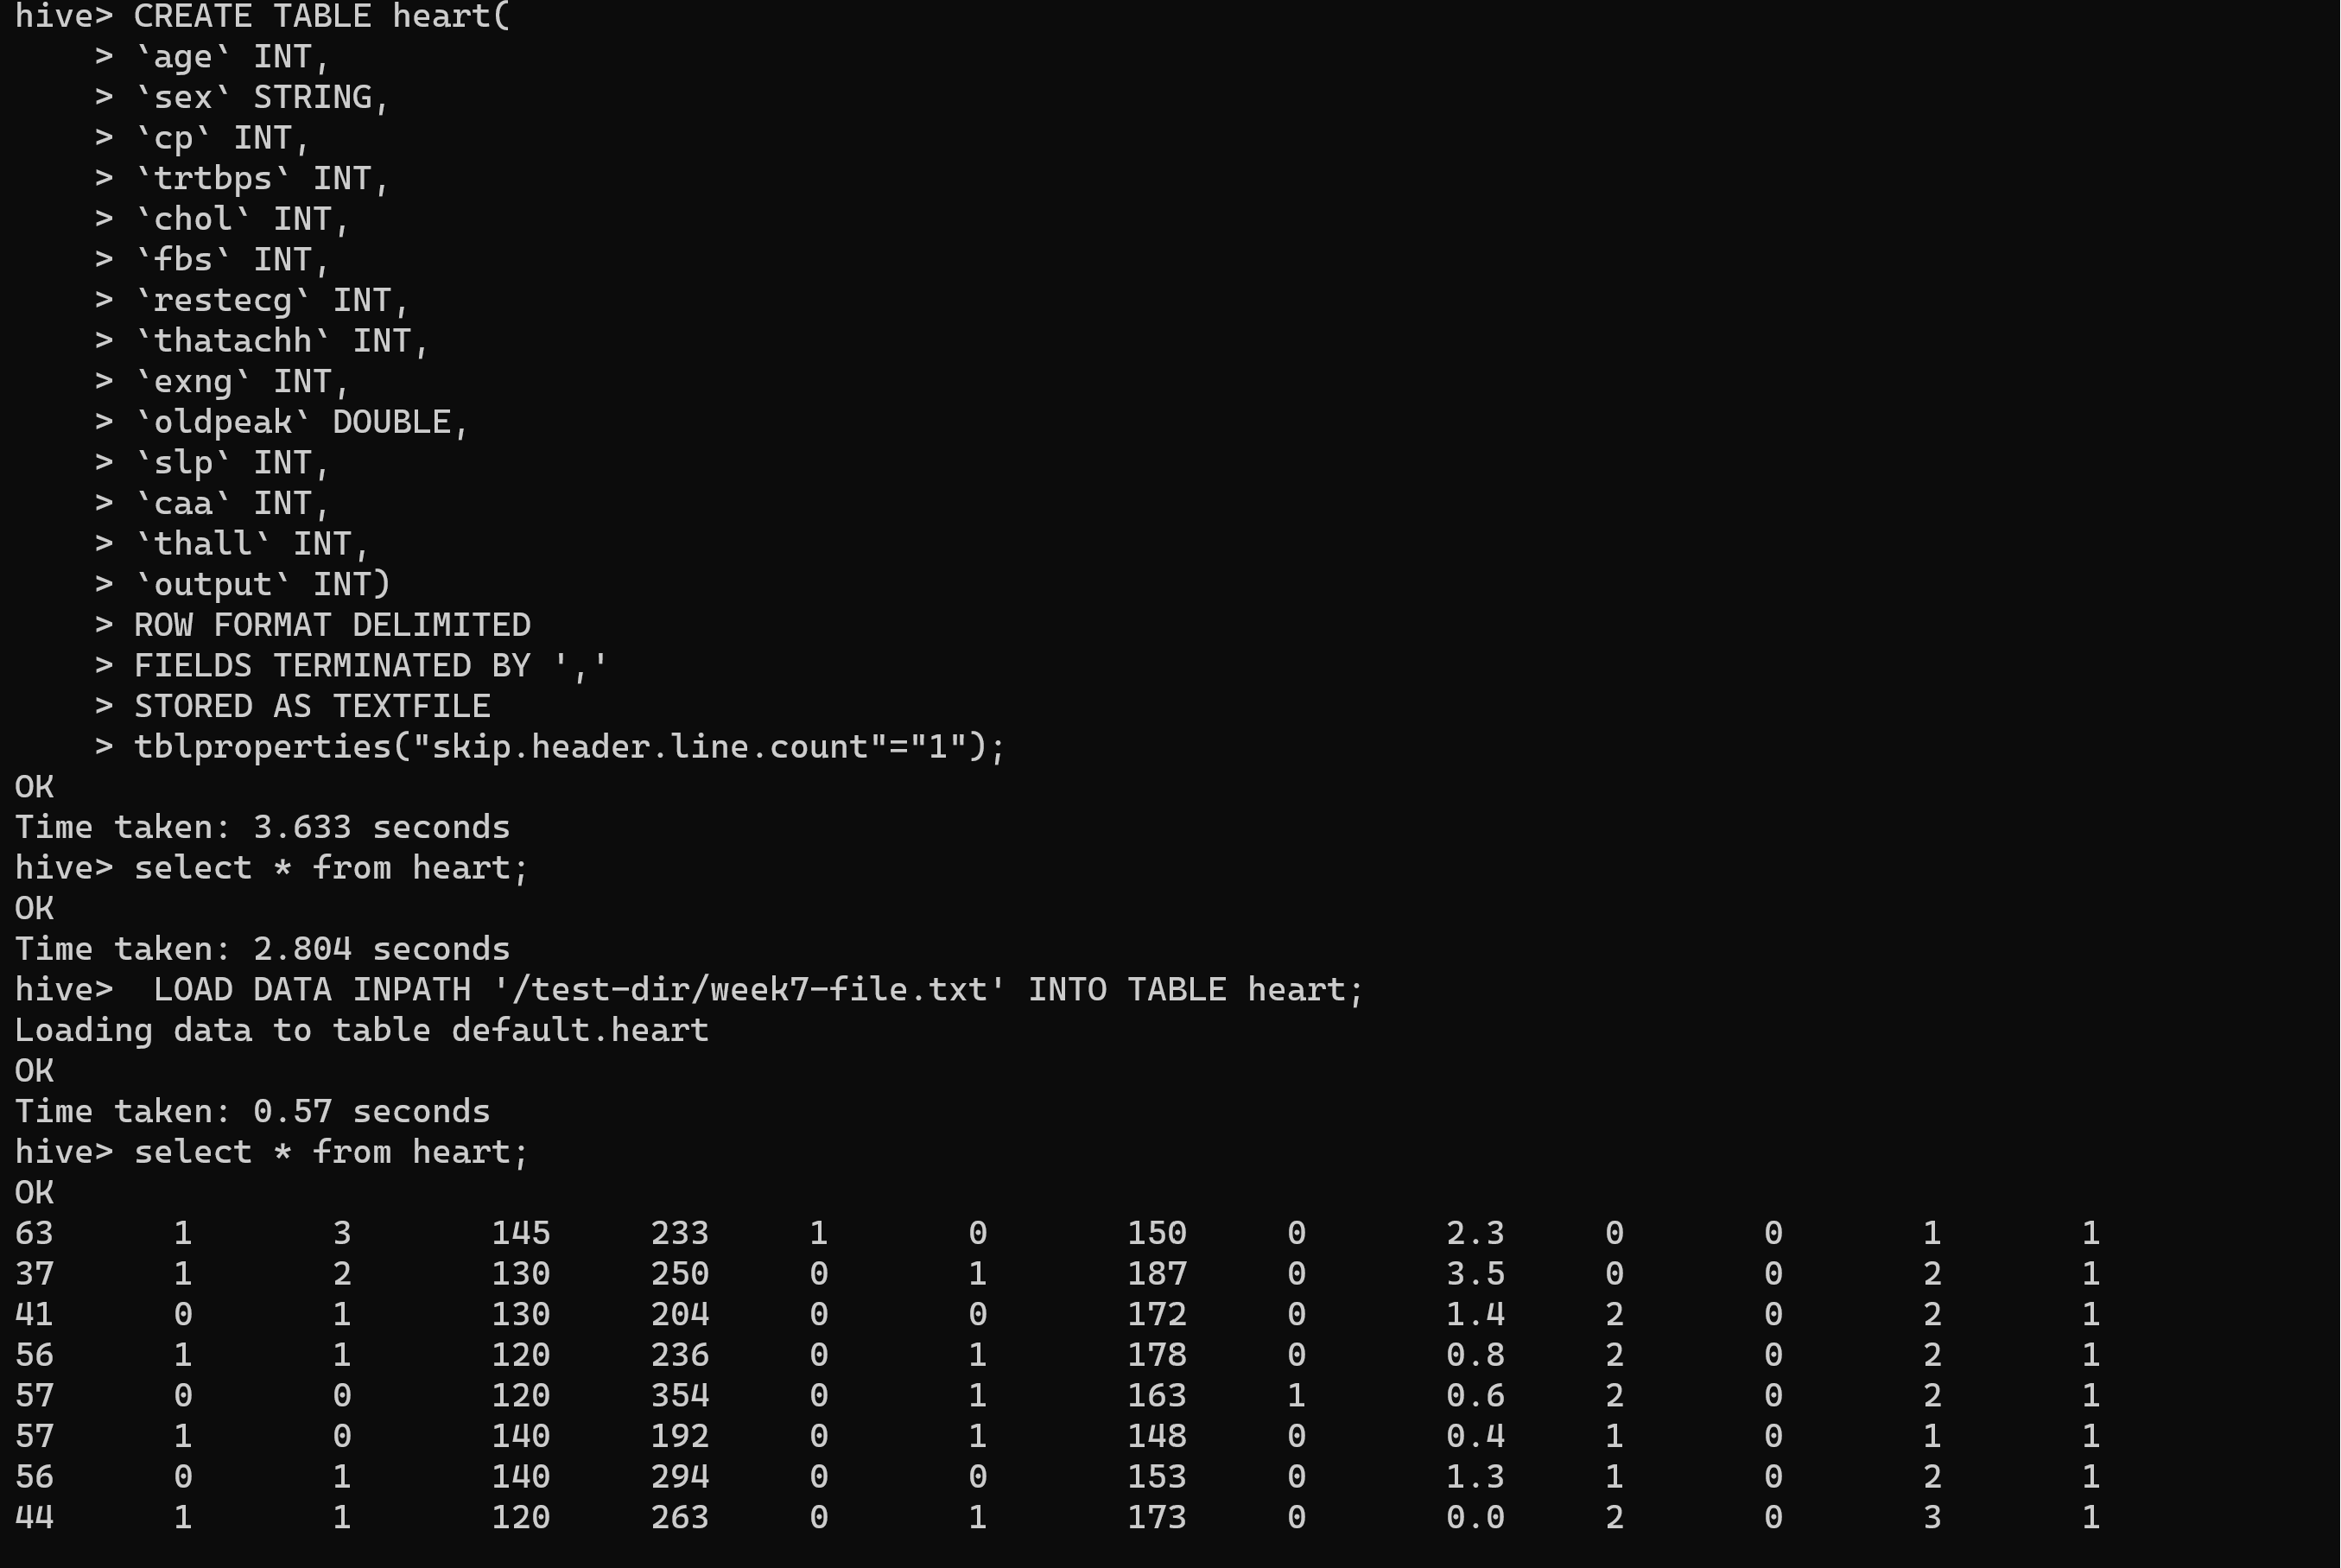 hive> CREATE TABLE heart(
    > `age` INT,
    > `sex` STRING,
    > `cp` INT,
    > `trtbps` INT,
    > `chol` INT,
    > `fbs` INT,
    > `restecg` INT,
    > `thatachh` INT,
    > `exng` INT,
    > `oldpeak` DOUBLE,
    > `slp` INT,
    > `caa` INT,
    > `thall` INT,
    > `output` INT)
    > ROW FORMAT DELIMITED
    > FIELDS TERMINATED BY ','
    > STORED AS TEXTFILE
    > tblproperties("skip.header.line.count"="1");
OK
Time taken: 3.633 seconds
hive> select * from heart;
OK
Time taken: 2.804 seconds
hive>  LOAD DATA INPATH '/test-dir/week7-file.txt' INTO TABLE heart;
Loading data to table default.heart
OK
Time taken: 0.57 seconds
hive> select * from heart;
OK
63      1       3       145     233     1       0       150     0       2.3     0       0       1       1
37      1       2       130     250     0       1       187     0       3.5     0       0       2       1
41      0       1       130     204     0       0       172     0       1.4     2       0       2       1
56      1       1       120     236     0       1       178     0       0.8     2       0       2       1
57      0       0       120     354     0       1       163     1       0.6     2       0       2       1
57      1       0       140     192     0       1       148     0       0.4     1       0       1       1
56      0       1       140     294     0       0       153     0       1.3     1       0       2       1
44      1       1       120     263     0       1       173     0       0.0     2       0       3       1